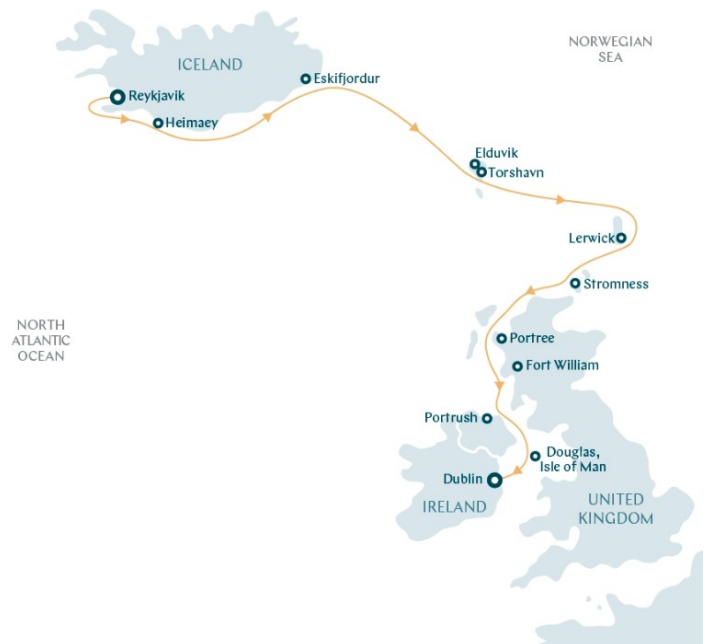 NORWEGIAN
SEA
ICELAND
Eskifjordur
Reykjavik
Heimaey
Elduvik
Torshavn
Lerwick
Stromness
NORTH
ATLANTIC
OCEAN
Portree
Fort William
Portrush
Douglas,
Isle of Man
Dublin
IRELAND
UNITED
KINGDOM